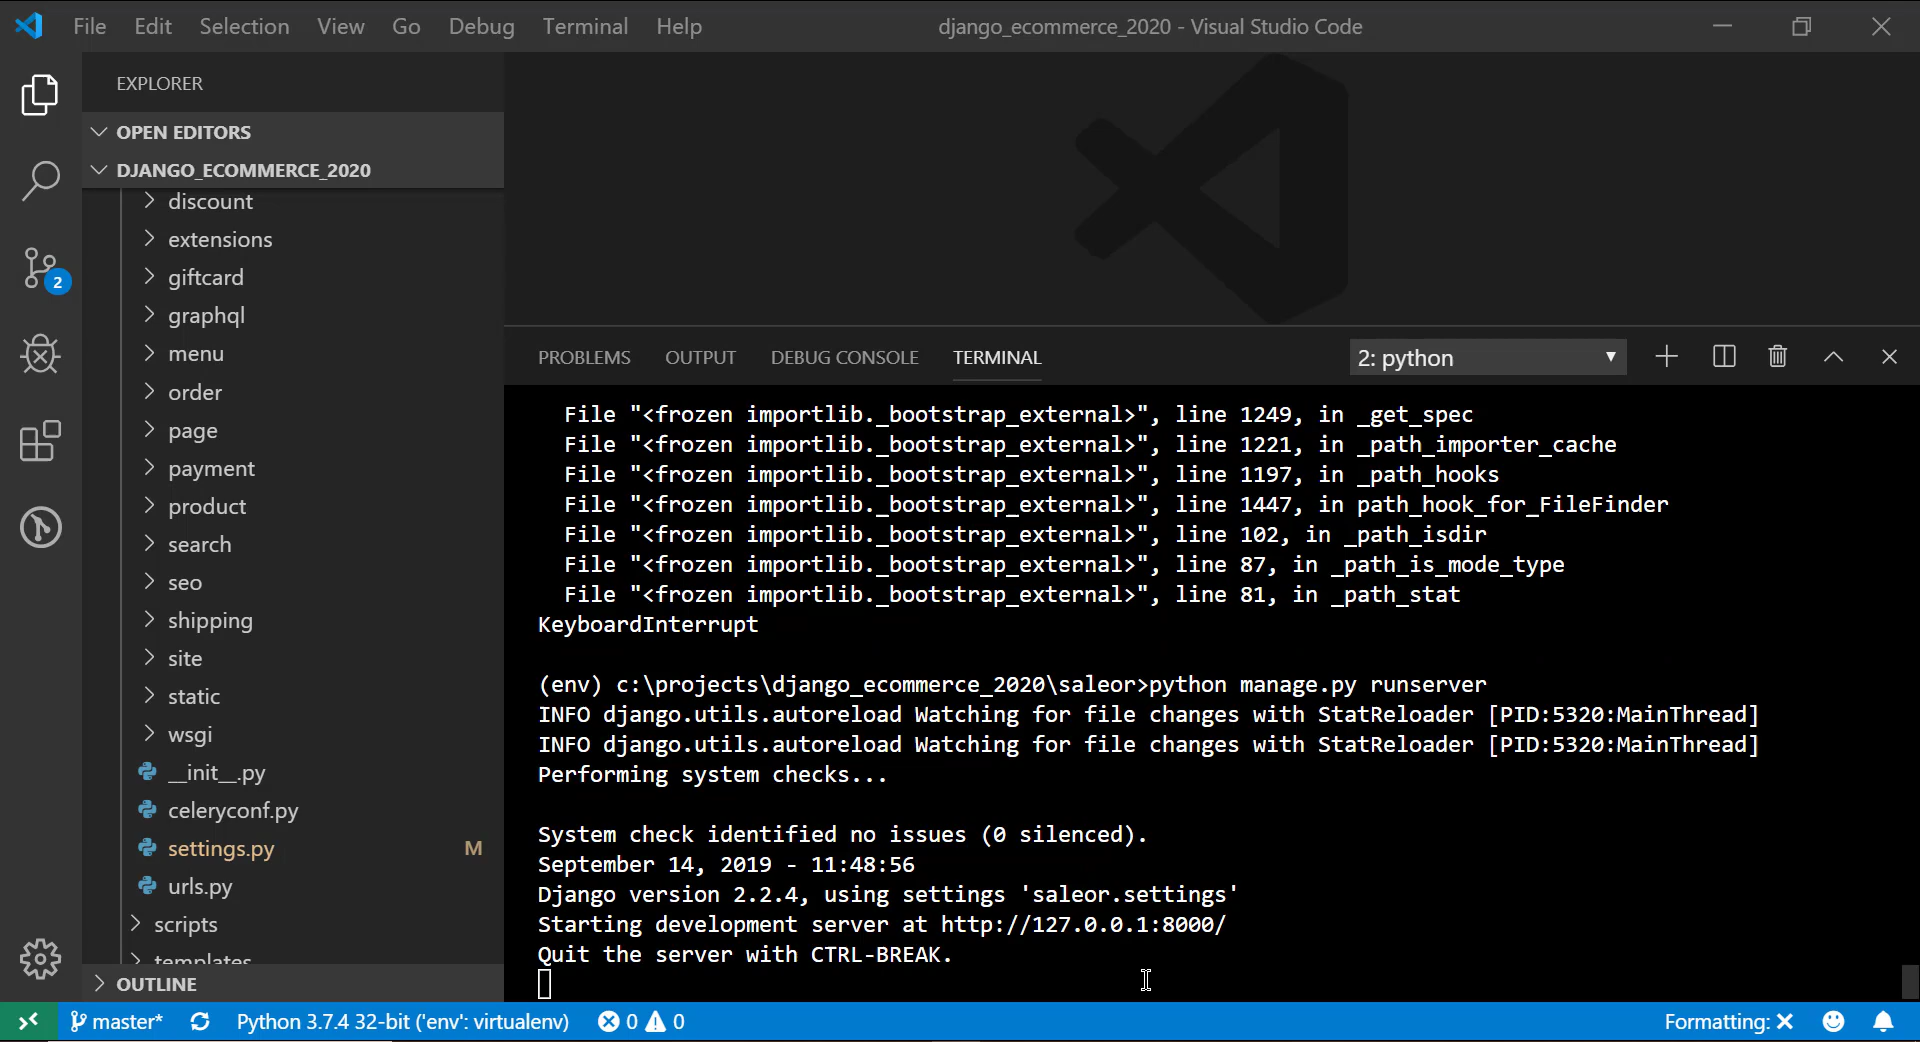 File Edit Selection View Go Debug Terminal Help
django_ecommerce_2020 - Visual Studio Code
EXPLORER
OPEN EDITORS
DJANGO_ECOMMERCE_2020
discount
extensions
giftcard
graphql
menu
order
page
payment
product
search
seo
shipping
site
static
wsgi
__init__.py
celeryconf.py
settings.py M
urls.py
scripts
templates
OUTLINE
2
PROBLEMS OUTPUT DEBUG CONSOLE TERMINAL
2: python
File "<frozen importlib._bootstrap_external>", line 1249, in _get_spec
File "<frozen importlib._bootstrap_external>", line 1221, in _path_importer_cache
File "<frozen importlib._bootstrap_external>", line 1197, in _path_hooks
File "<frozen importlib._bootstrap_external>", line 1447, in path_hook_for_FileFinder
File "<frozen importlib._bootstrap_external>", line 102, in _path_isdir
File "<frozen importlib._bootstrap_external>", line 87, in _path_is_mode_type
File "<frozen importlib._bootstrap_external>", line 81, in _path_stat
KeyboardInterrupt
(env) c:\projects\django_ecommerce_2020\saleor>python manage.py runserver
INFO django.utils.autoreload Watching for file changes with StatReloader [PID:5320:MainThread]
INFO django.utils.autoreload Watching for file changes with StatReloader [PID:5320:MainThread]
Performing system checks...
System check identified no issues (0 silenced).
September 14, 2019 - 11:48:56
Django version 2.2.4, using settings 'saleor.settings'
Starting development server at http://127.0.0.1:8000/
Quit the server with CTRL-BREAK.
master* Python 3.7.4 32-bit ('env': virtualenv) 0 0 Formatting: ×